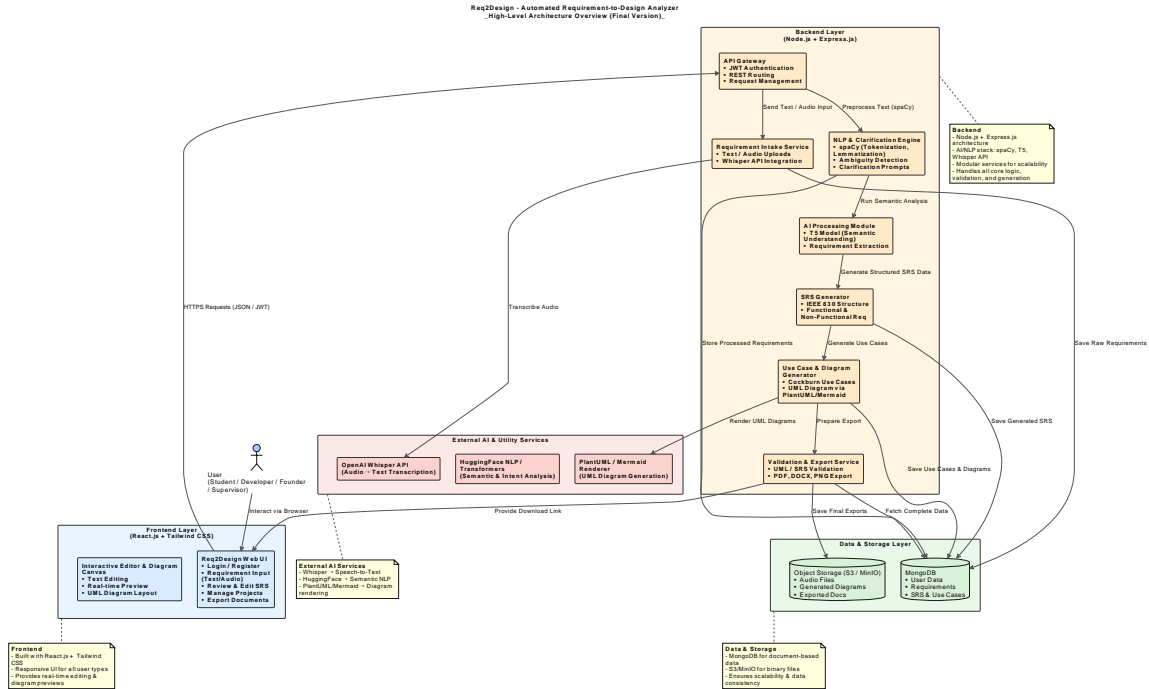 Req2Design - Automated Requirement-to-Design Analyzer
_High-Level Architecture Overview (Final Version)_
Backend Layer
(Node.js + Express.js)
API Gateway
• JWT Authentication
• REST Routing
• Request Management
Send Text / Audio Input
Preprocess Text (spaCy)
Requirement Intake Service
• Text / Audio Uploads
• Whisper API Integration
NLP & Clarification Engine
• spaCy (Tokenization,
Lemmatization)
• Ambiguity Detection
• Clarification Prompts
Backend
- Node.js + Express.js
architecture
- AI/NLP stack: spaCy, T5,
Whisper API
- Modular services for scalability
- Handles all core logic,
validation, and generation
Run Semantic Analysis
AI Processing Module
• T5 Model (Semantic
Understanding)
• Requirement Extraction
Generate Structured SRS Data
SRS Generator
• IEEE 830 Structure
• Functional &
Non-Functional Req
HTTPS Requests (JSON / JWT)
Transcribe Audio
Store Processed Requirements
Generate Use Cases
Save Raw Requirements
Use Case & Diagram
Generator
• Cockburn Use Cases
• UML Diagram via
PlantUML/Mermaid
Render UML Diagrams
Prepare Export
Save Generated SRS
External AI & Utility Services
OpenAI Whisper API
(Audio → Text Transcription)
HuggingFace NLP /
Transformers
(Semantic & Intent Analysis)
PlantUML / Mermaid
Renderer
(UML Diagram Generation)
Validation & Export Service
• UML / SRS Validation
• PDF, DOCX, PNG Export
Save Use Cases & Diagrams
User
(Student / Developer / Founder
/ Supervisor)
Interact via Browser
Provide Download Link
Save Final Exports
Fetch Complete Data
Frontend Layer
(React.js + Tailwind CSS)
Interactive Editor & Diagram
Canvas
• Text Editing
• Real-time Preview
• UML Diagram Layout
Req2Design Web UI
• Login / Register
• Requirement Input
(Text/Audio)
• Review & Edit SRS
• Manage Projects
• Export Documents
External AI Services
- Whisper → Speech-to-Text
- HuggingFace → Semantic NLP
- PlantUML/Mermaid → Diagram
rendering
Data & Storage Layer
Object Storage (S3 / MinIO)
• Audio Files
• Generated Diagrams
• Exported Docs
MongoDB
• User Data
• Requirements
• SRS & Use Cases
Frontend
- Built with React.js + Tailwind
CSS
- Responsive UI for all user types
- Provides real-time editing &
diagram previews
Data & Storage
- MongoDB for document-based
data
- S3/MinIO for binary files
- Ensures scalability & data
consistency